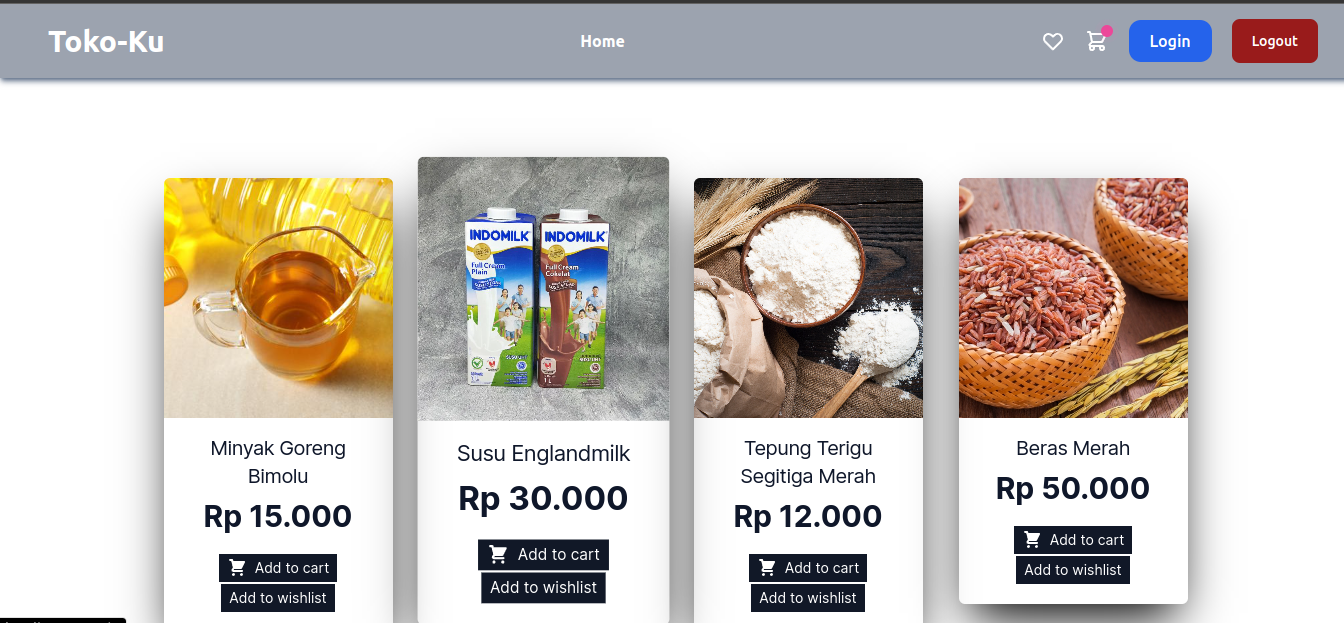 Toko-Ku
Home
Login
Logout
INDOMILK
Full Cream
Plain
INDOMILK
Full Cream
Cokelat
Minyak Goreng
Bimolu
Rp 15.000
Add to cart
Add to wishlist
Susu Englandmilk
Rp 30.000
Add to cart
Add to wishlist
Tepung Terigu
Segitiga Merah
Rp 12.000
Add to cart
Add to wishlist
Beras Merah
Rp 50.000
Add to cart
Add to wishlist